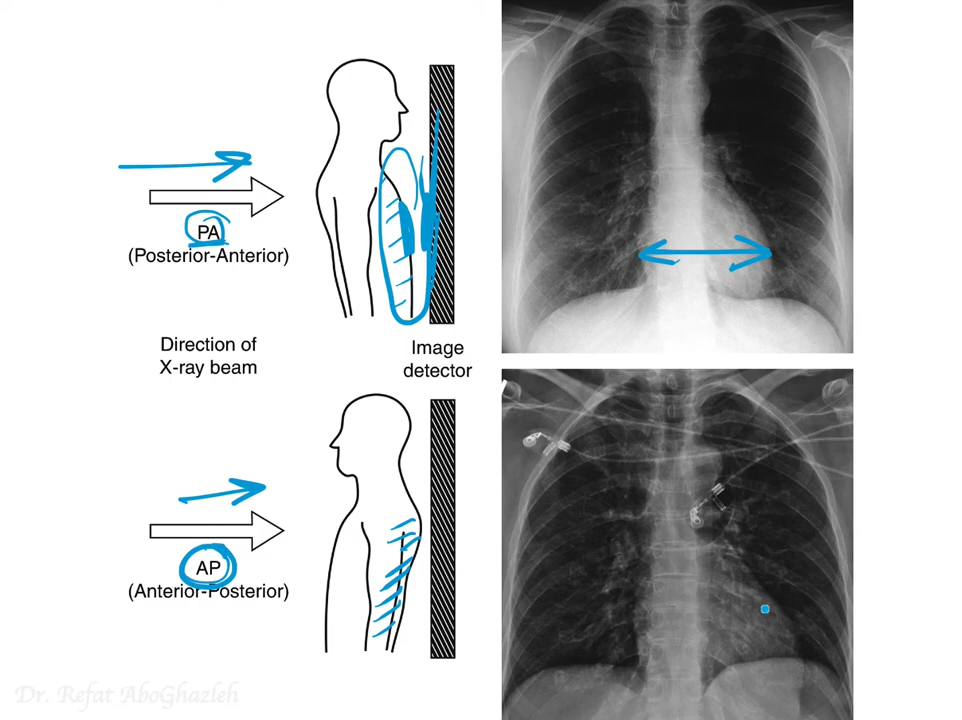 PA
(Posterior-Anterior)
Direction of
X-ray beam
Image
detector
AP
(Anterior-Posterior)
Dr. Refat AboGhazleh